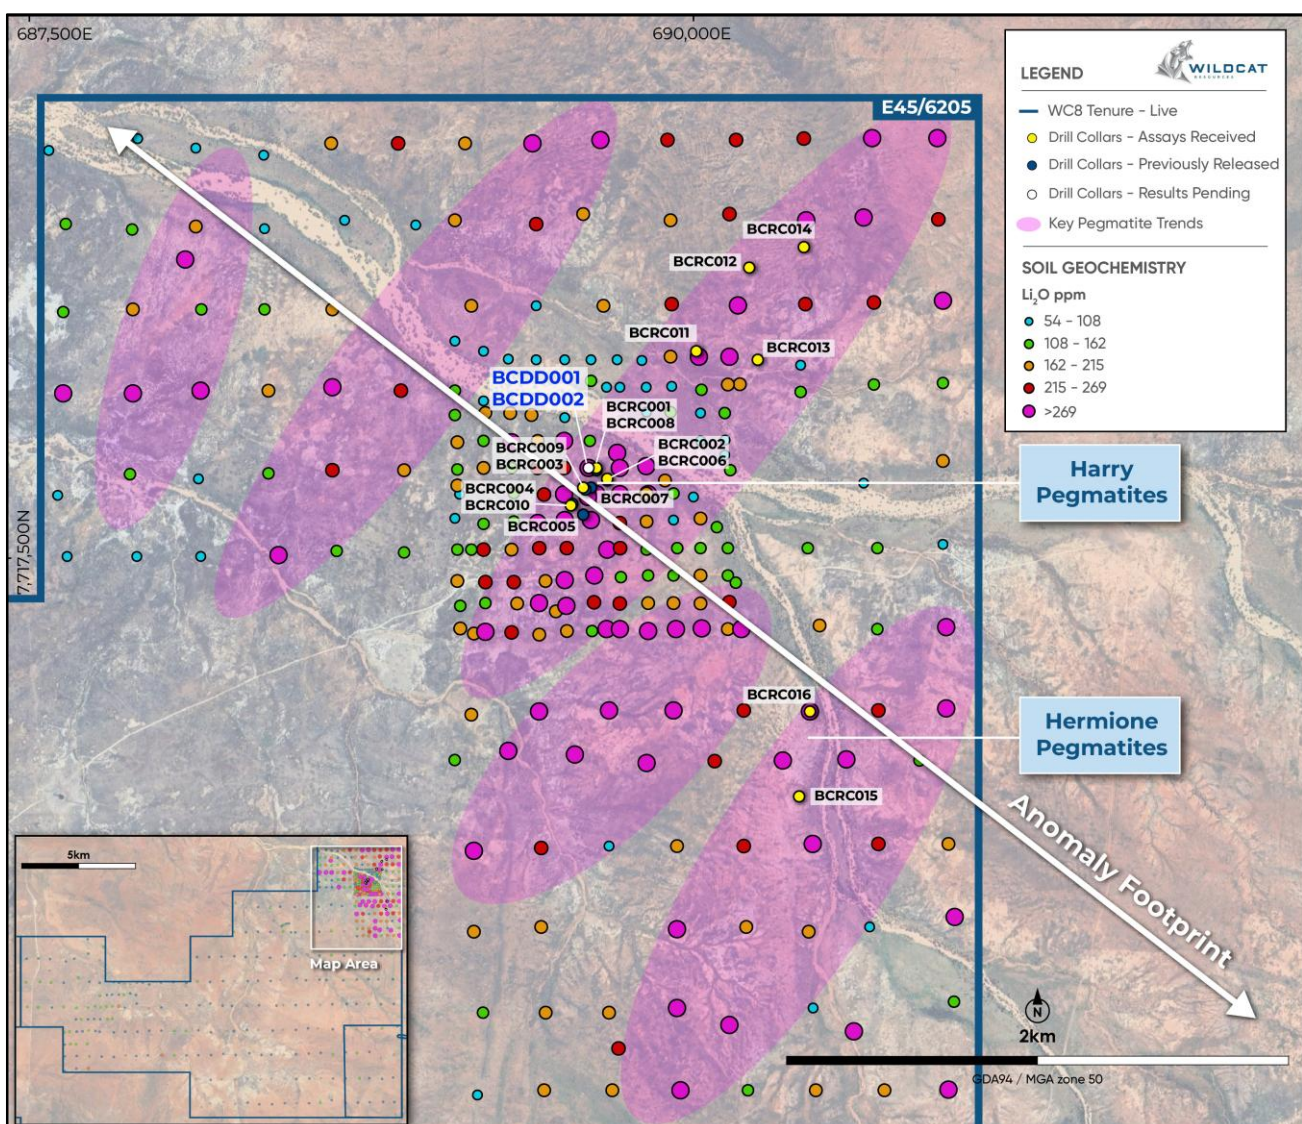 687,500E
690,000E
7,717,500N
E45/6205
LEGEND
WILDCAT
RESOURCES
WC8 Tenure - Live
Drill Collars - Assays Received
Drill Collars - Previously Released
Drill Collars - Results Pending
Key Pegmatite Trends
SOIL GEOCHEMISTRY
Li₂O ppm
54 - 108
108 - 162
162 - 215
215 - 269
>269
BCRC014
BCRC012
BCRC011
BCRC013
BCDD001
BCDD002
BCRC001
BCRC008
BCRC009
BCRC003
BCRC002
BCRC006
BCRC004
BCRC010
BCRC007
BCRC005
Harry
Pegmatites
BCRC016
Hermione
Pegmatites
BCRC015
Anomaly Footprint
5km
Map Area
N
2km
GDA94 / MGA zone 50